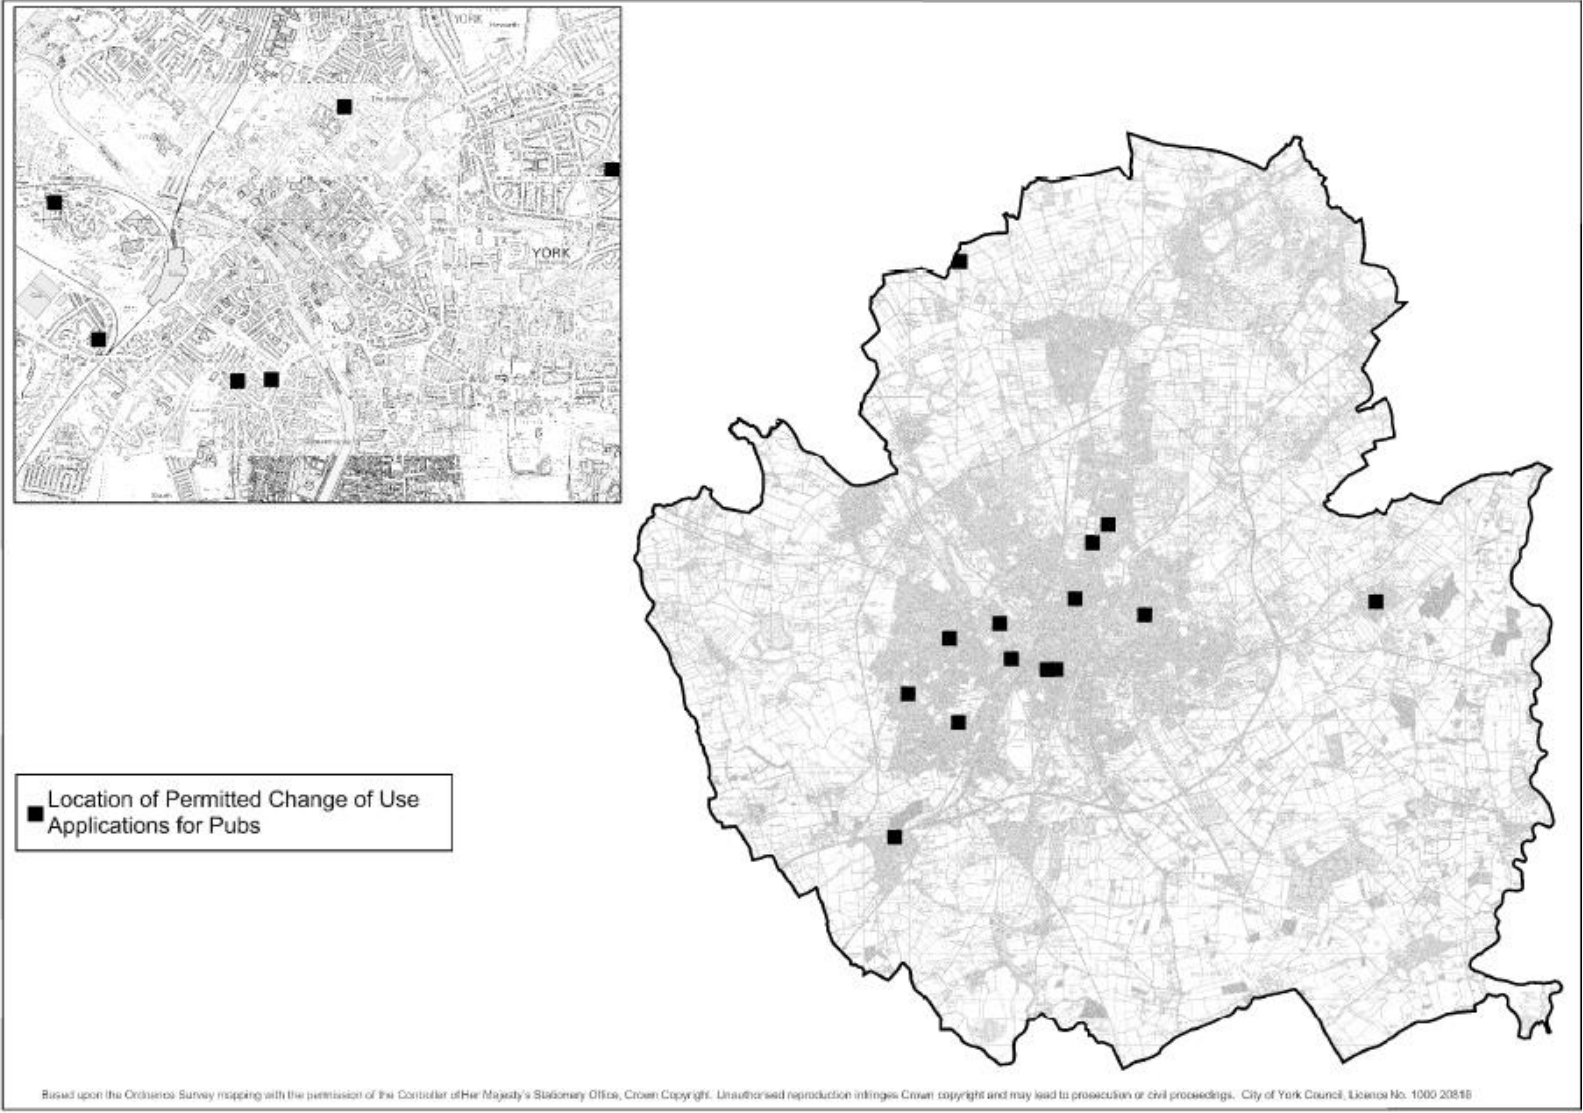 YORK
Heworth
YORK
Location of Permitted Change of Use
Applications for Pubs
Based upon the Ordnance Survey mapping with the permission of the Controller of Her Majesty's Stationery Office, Crown Copyright. Unauthorised reproduction infringes Crown copyright and may lead to prosecution or civil proceedings. City of York Council, Licence No. 1000 20818